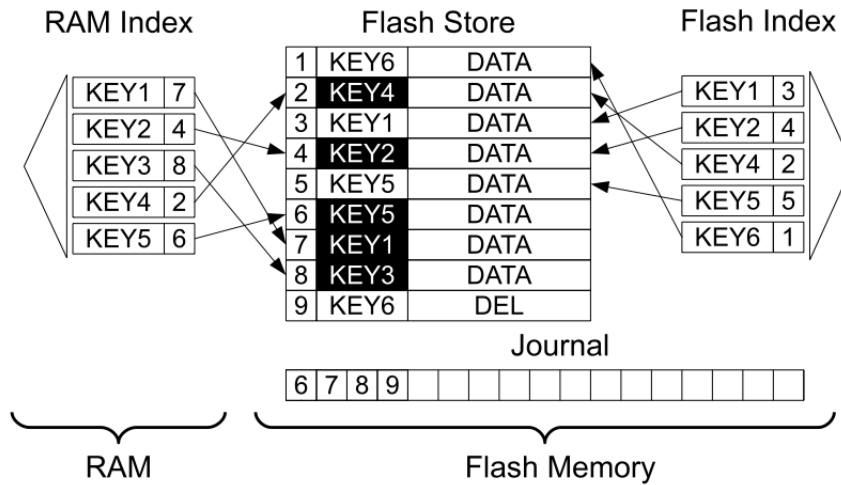 RAM Index
Flash Store
Flash Index
KEY1 7
KEY2 4
KEY3 8
KEY4 2
KEY5 6
1 KEY6 DATA
2 KEY4 DATA
3 KEY1 DATA
4 KEY2 DATA
5 KEY5 DATA
6 KEY5 DATA
7 KEY1 DATA
8 KEY3 DATA
9 KEY6 DEL
KEY1 3
KEY2 4
KEY4 2
KEY5 5
KEY6 1
Journal
6 7 8 9
RAM
Flash Memory